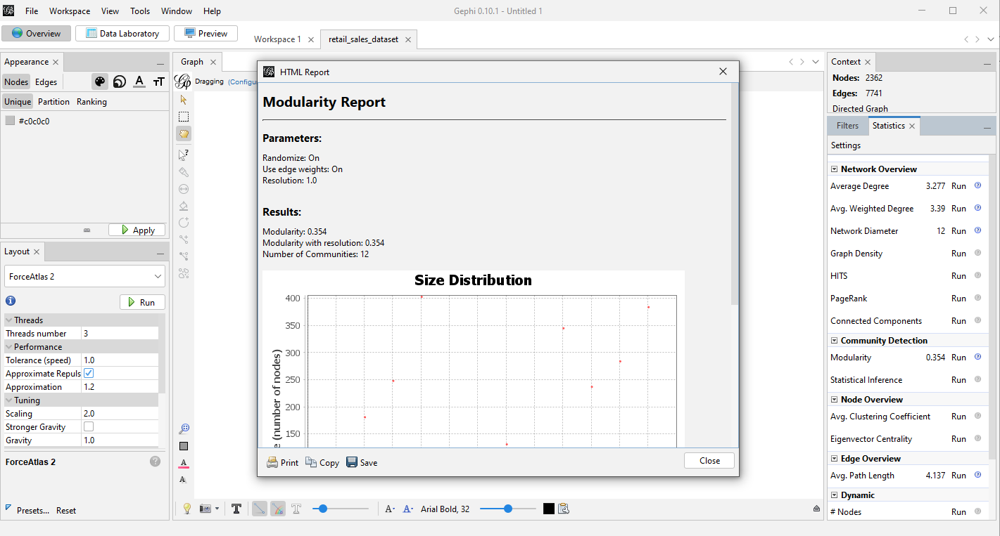 File Workspace View Tools Window Help
Gephi 0.10.1 - Untitled 1
Overview
Data Laboratory
Preview
Workspace 1
retail_sales_dataset
Appearance
Nodes Edges
Unique Partition Ranking
#c0c0c0
Apply
Layout
ForceAtlas 2
Run
Threads
Threads number 3
Performance
Tolerance (speed) 1.0
Approximate Repuls
Approximation 1.2
Tuning
Scaling 2.0
Stronger Gravity
Gravity 1.0
ForceAtlas 2
Presets... Reset
Graph
Dragging (Configu
HTML Report
Modularity Report
Parameters:
Randomize: On
Use edge weights: On
Resolution: 1.0
Results:
Modularity: 0.354
Modularity with resolution: 0.354
Number of Communities: 12
Size Distribution
400
350
300
250
200
150
e (number of nodes)
Print Copy Save
Close
Arial Bold, 32
Context
Nodes: 2362
Edges: 7741
Directed Graph
Filters Statistics
Settings
Network Overview
Average Degree 3.277 Run
Avg. Weighted Degree 3.39 Run
Network Diameter 12 Run
Graph Density Run
HITS Run
PageRank Run
Connected Components Run
Community Detection
Modularity 0.354 Run
Statistical Inference Run
Node Overview
Avg. Clustering Coefficient Run
Eigenvector Centrality Run
Edge Overview
Avg. Path Length 4.137 Run
Dynamic
# Nodes Run